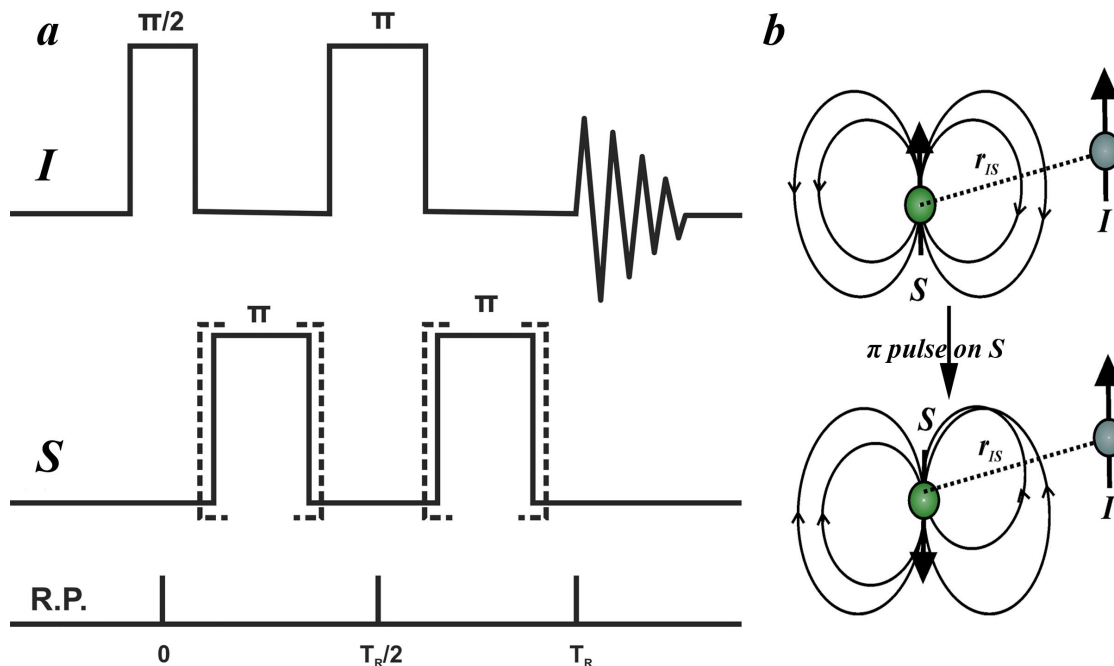 a
π/2
π
I
π
π
S
R.P.
0
T_R/2
T_R
b
r_IS
I
S
π pulse on S
S
r_IS
I